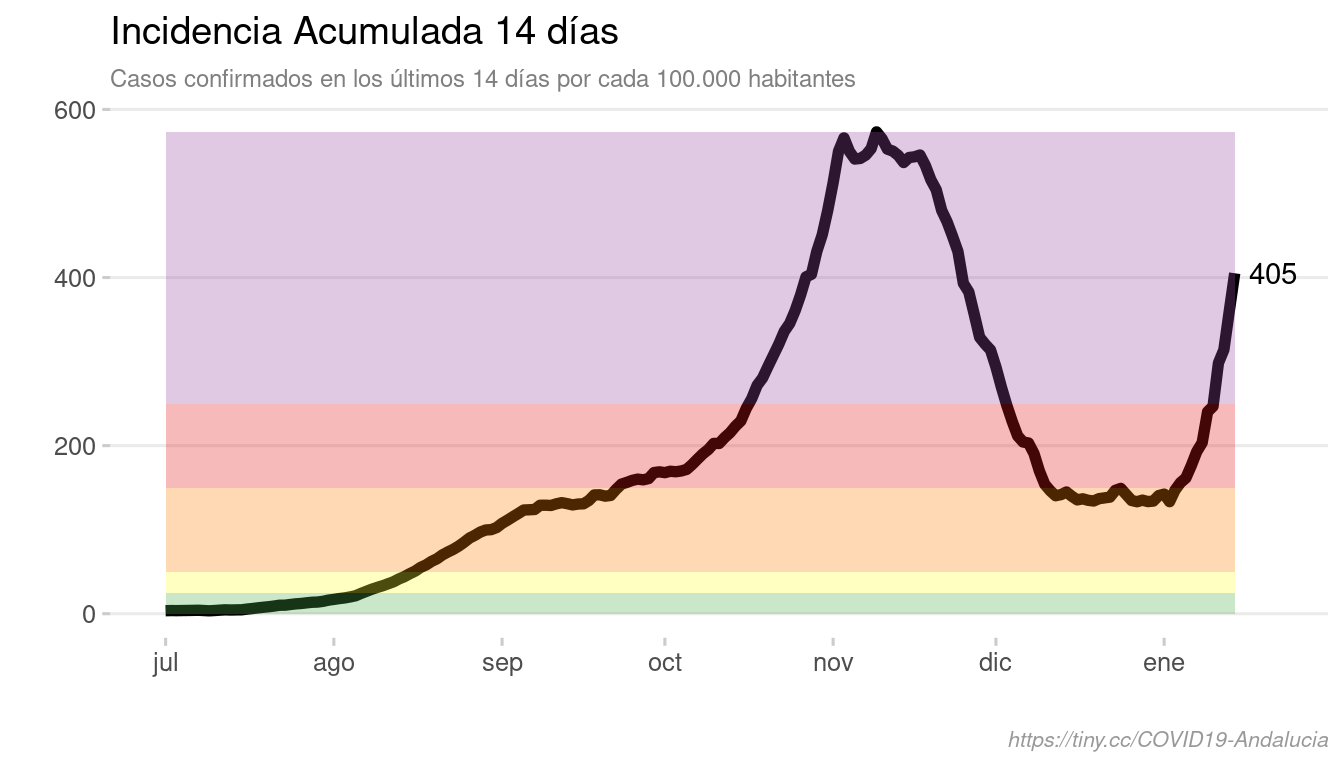 Incidencia Acumulada 14 días
Casos confirmados en los últimos 14 días por cada 100.000 habitantes
600
400
405
200
0
jul ago sep oct nov dic ene
https://tiny.cc/COVID19-Andalucia